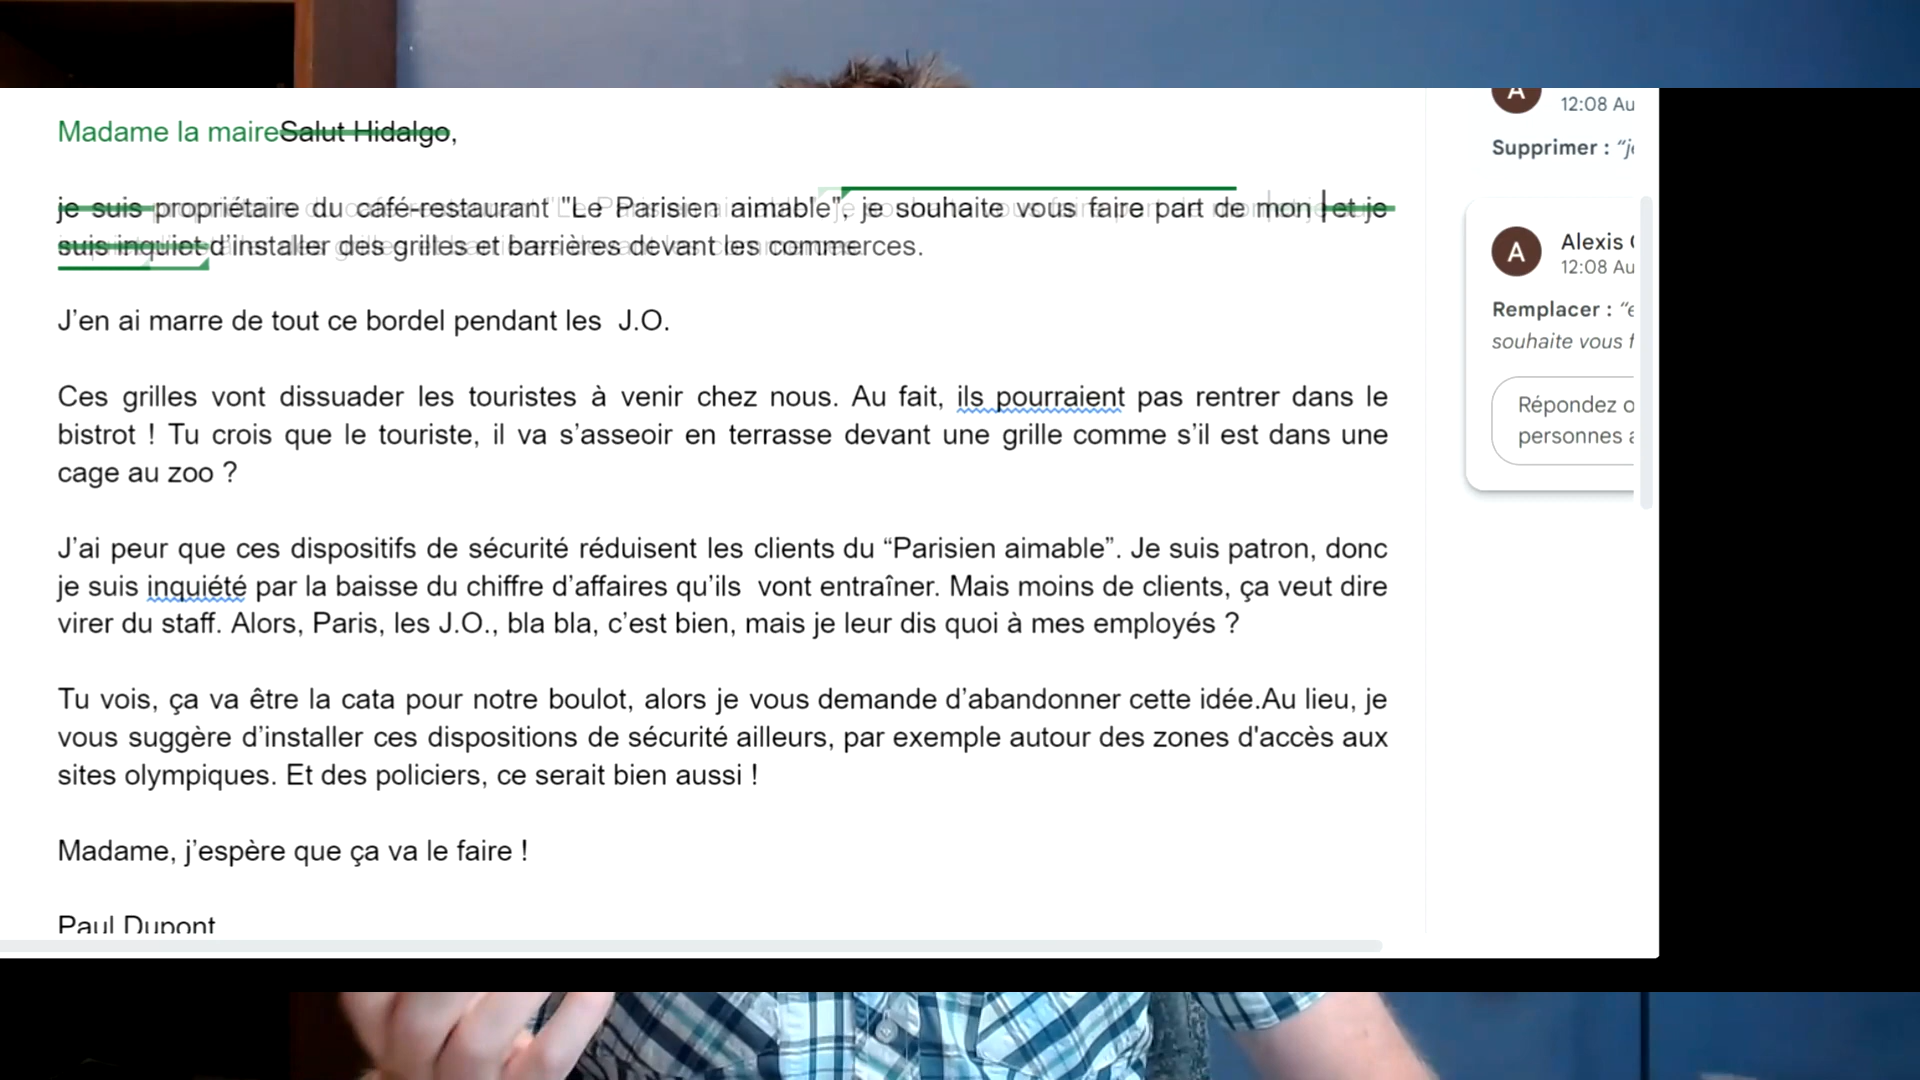 Madame la maireSalut Hidalgo,
je suis propriétaire du café-restaurant "Le Parisien aimable", je souhaite vous faire part de mon et je
suis inquiet d’installer des grilles et barrières devant les commerces.
J’en ai marre de tout ce bordel pendant les  J.O.
Ces grilles vont dissuader les touristes à venir chez nous. Au fait, ils pourraient pas rentrer dans le
bistrot ! Tu crois que le touriste, il va s’asseoir en terrasse devant une grille comme s’il est dans une
cage au zoo ?
J’ai peur que ces dispositifs de sécurité réduisent les clients du “Parisien aimable”. Je suis patron, donc
je suis inquiété par la baisse du chiffre d’affaires qu’ils  vont entraîner. Mais moins de clients, ça veut dire
virer du staff. Alors, Paris, les J.O., bla bla, c’est bien, mais je leur dis quoi à mes employés ?
Tu vois, ça va être la cata pour notre boulot, alors je vous demande d’abandonner cette idée.Au lieu, je
vous suggère d’installer ces dispositions de sécurité ailleurs, par exemple autour des zones d'accès aux
sites olympiques. Et des policiers, ce serait bien aussi !
Madame, j’espère que ça va le faire !
Paul Dupont
A
12:08 Au
Supprimer : “je
A
Alexis
12:08 Au
Remplacer : “e
souhaite vous f
Répondez o
personnes a